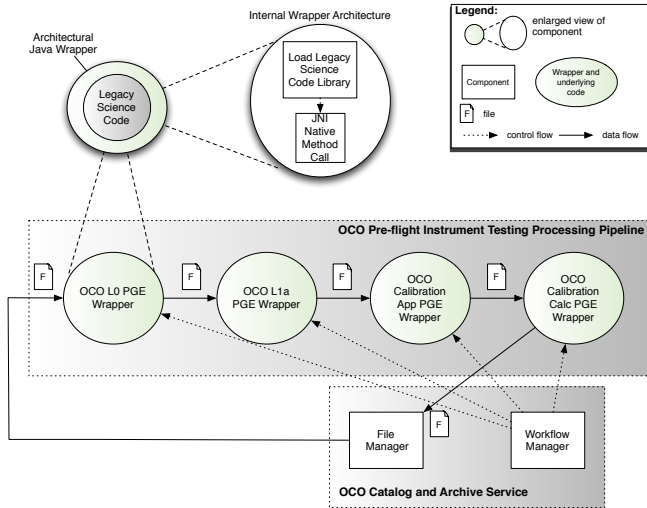 Architectural
Java Wrapper
Legacy
Science
Code
Internal Wrapper Architecture
Load Legacy
Science
Code Library
JNI
Native
Method
Call
Legend:
enlarged view of
component
Component
Wrapper and
underlying
code
F
file
control flow
data flow
OCO Pre-flight Instrument Testing Processing Pipeline
F
OCO L0 PGE
Wrapper
F
OCO L1a
PGE Wrapper
F
OCO
Calibration
App PGE
Wrapper
F
OCO
Calibration
Calc PGE
Wrapper
File
Manager
F
Workflow
Manager
OCO Catalog and Archive Service